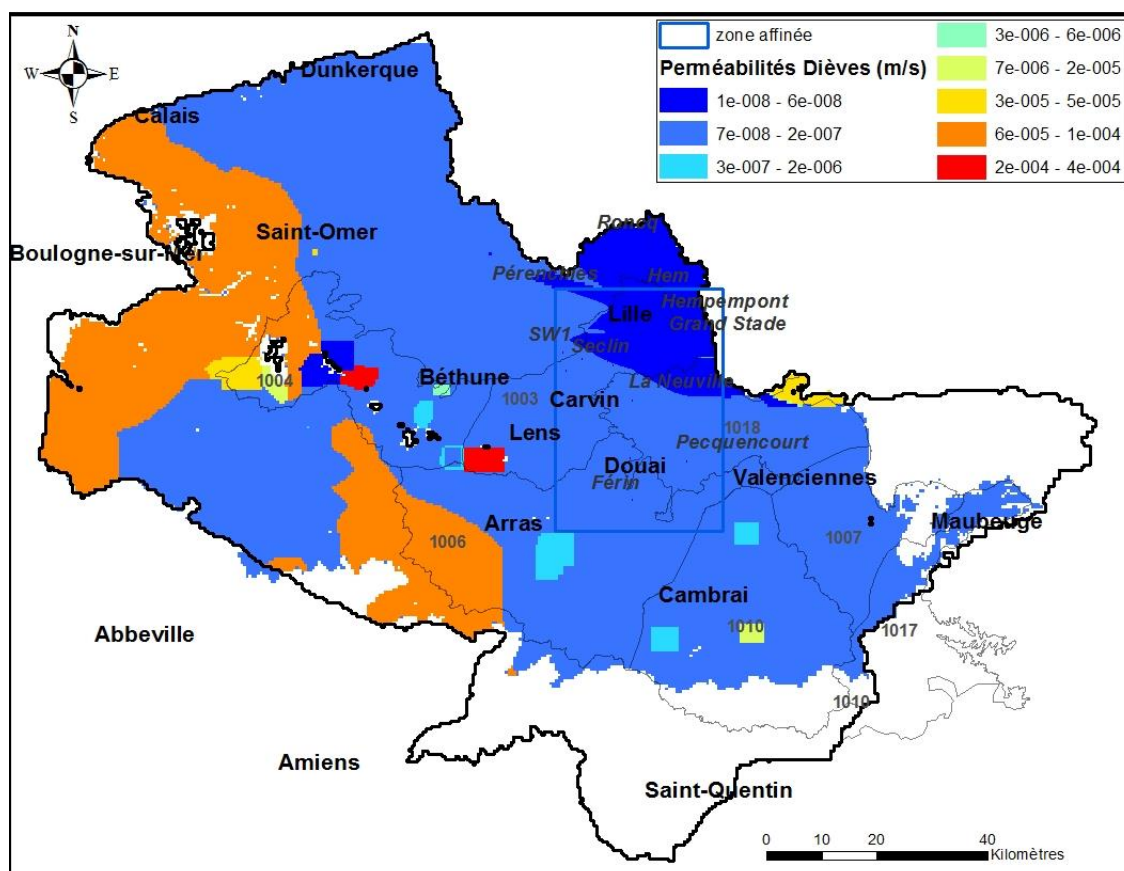 N
W E
S
zone affinée
Perméabilités Dièves (m/s)
1e-008 - 6e-008
7e-008 - 2e-007
3e-007 - 2e-006
3e-006 - 6e-006
7e-006 - 2e-005
3e-005 - 5e-005
6e-005 - 1e-004
2e-004 - 4e-004
Dunkerque
Calais
Saint-Omer
Boulogne-sur-Mer
Roncq
Pérenchies
Hem
Hempempont
Lille
Grand Stade
SW1
Seclin
1004
Béthune
La Neuville
1003
Carvin
1018
Lens
Pecquencourt
Douai
Valenciennes
Férin
Arras
Maubeuge
1006
1007
Cambrai
1010
Abbeville
1017
1019
Amiens
Saint-Quentin
0 10 20 40
Kilomètres